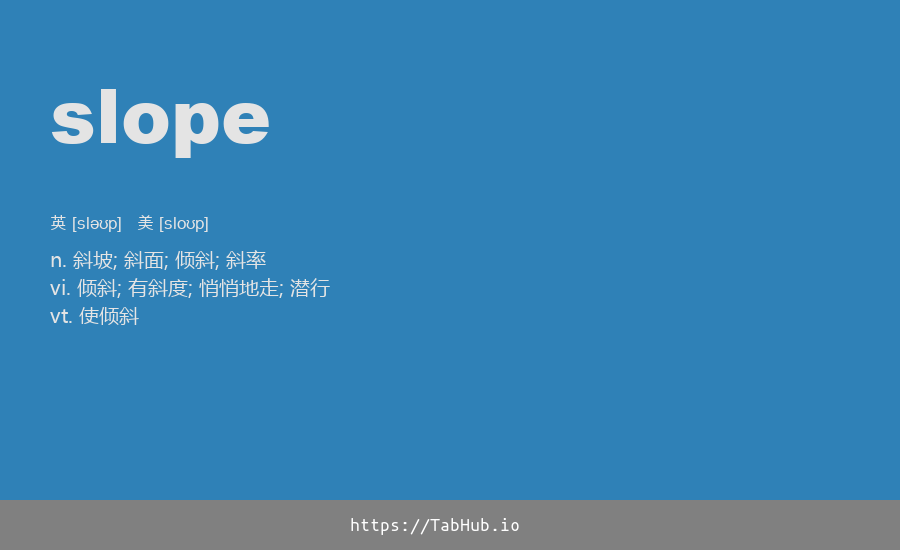 slope
英 [sləʊp] 美 [sloʊp]
n. 斜坡; 斜面; 倾斜; 斜率
vi. 倾斜; 有斜度; 悄悄地走; 潜行
vt. 使倾斜
https://TabHub.io